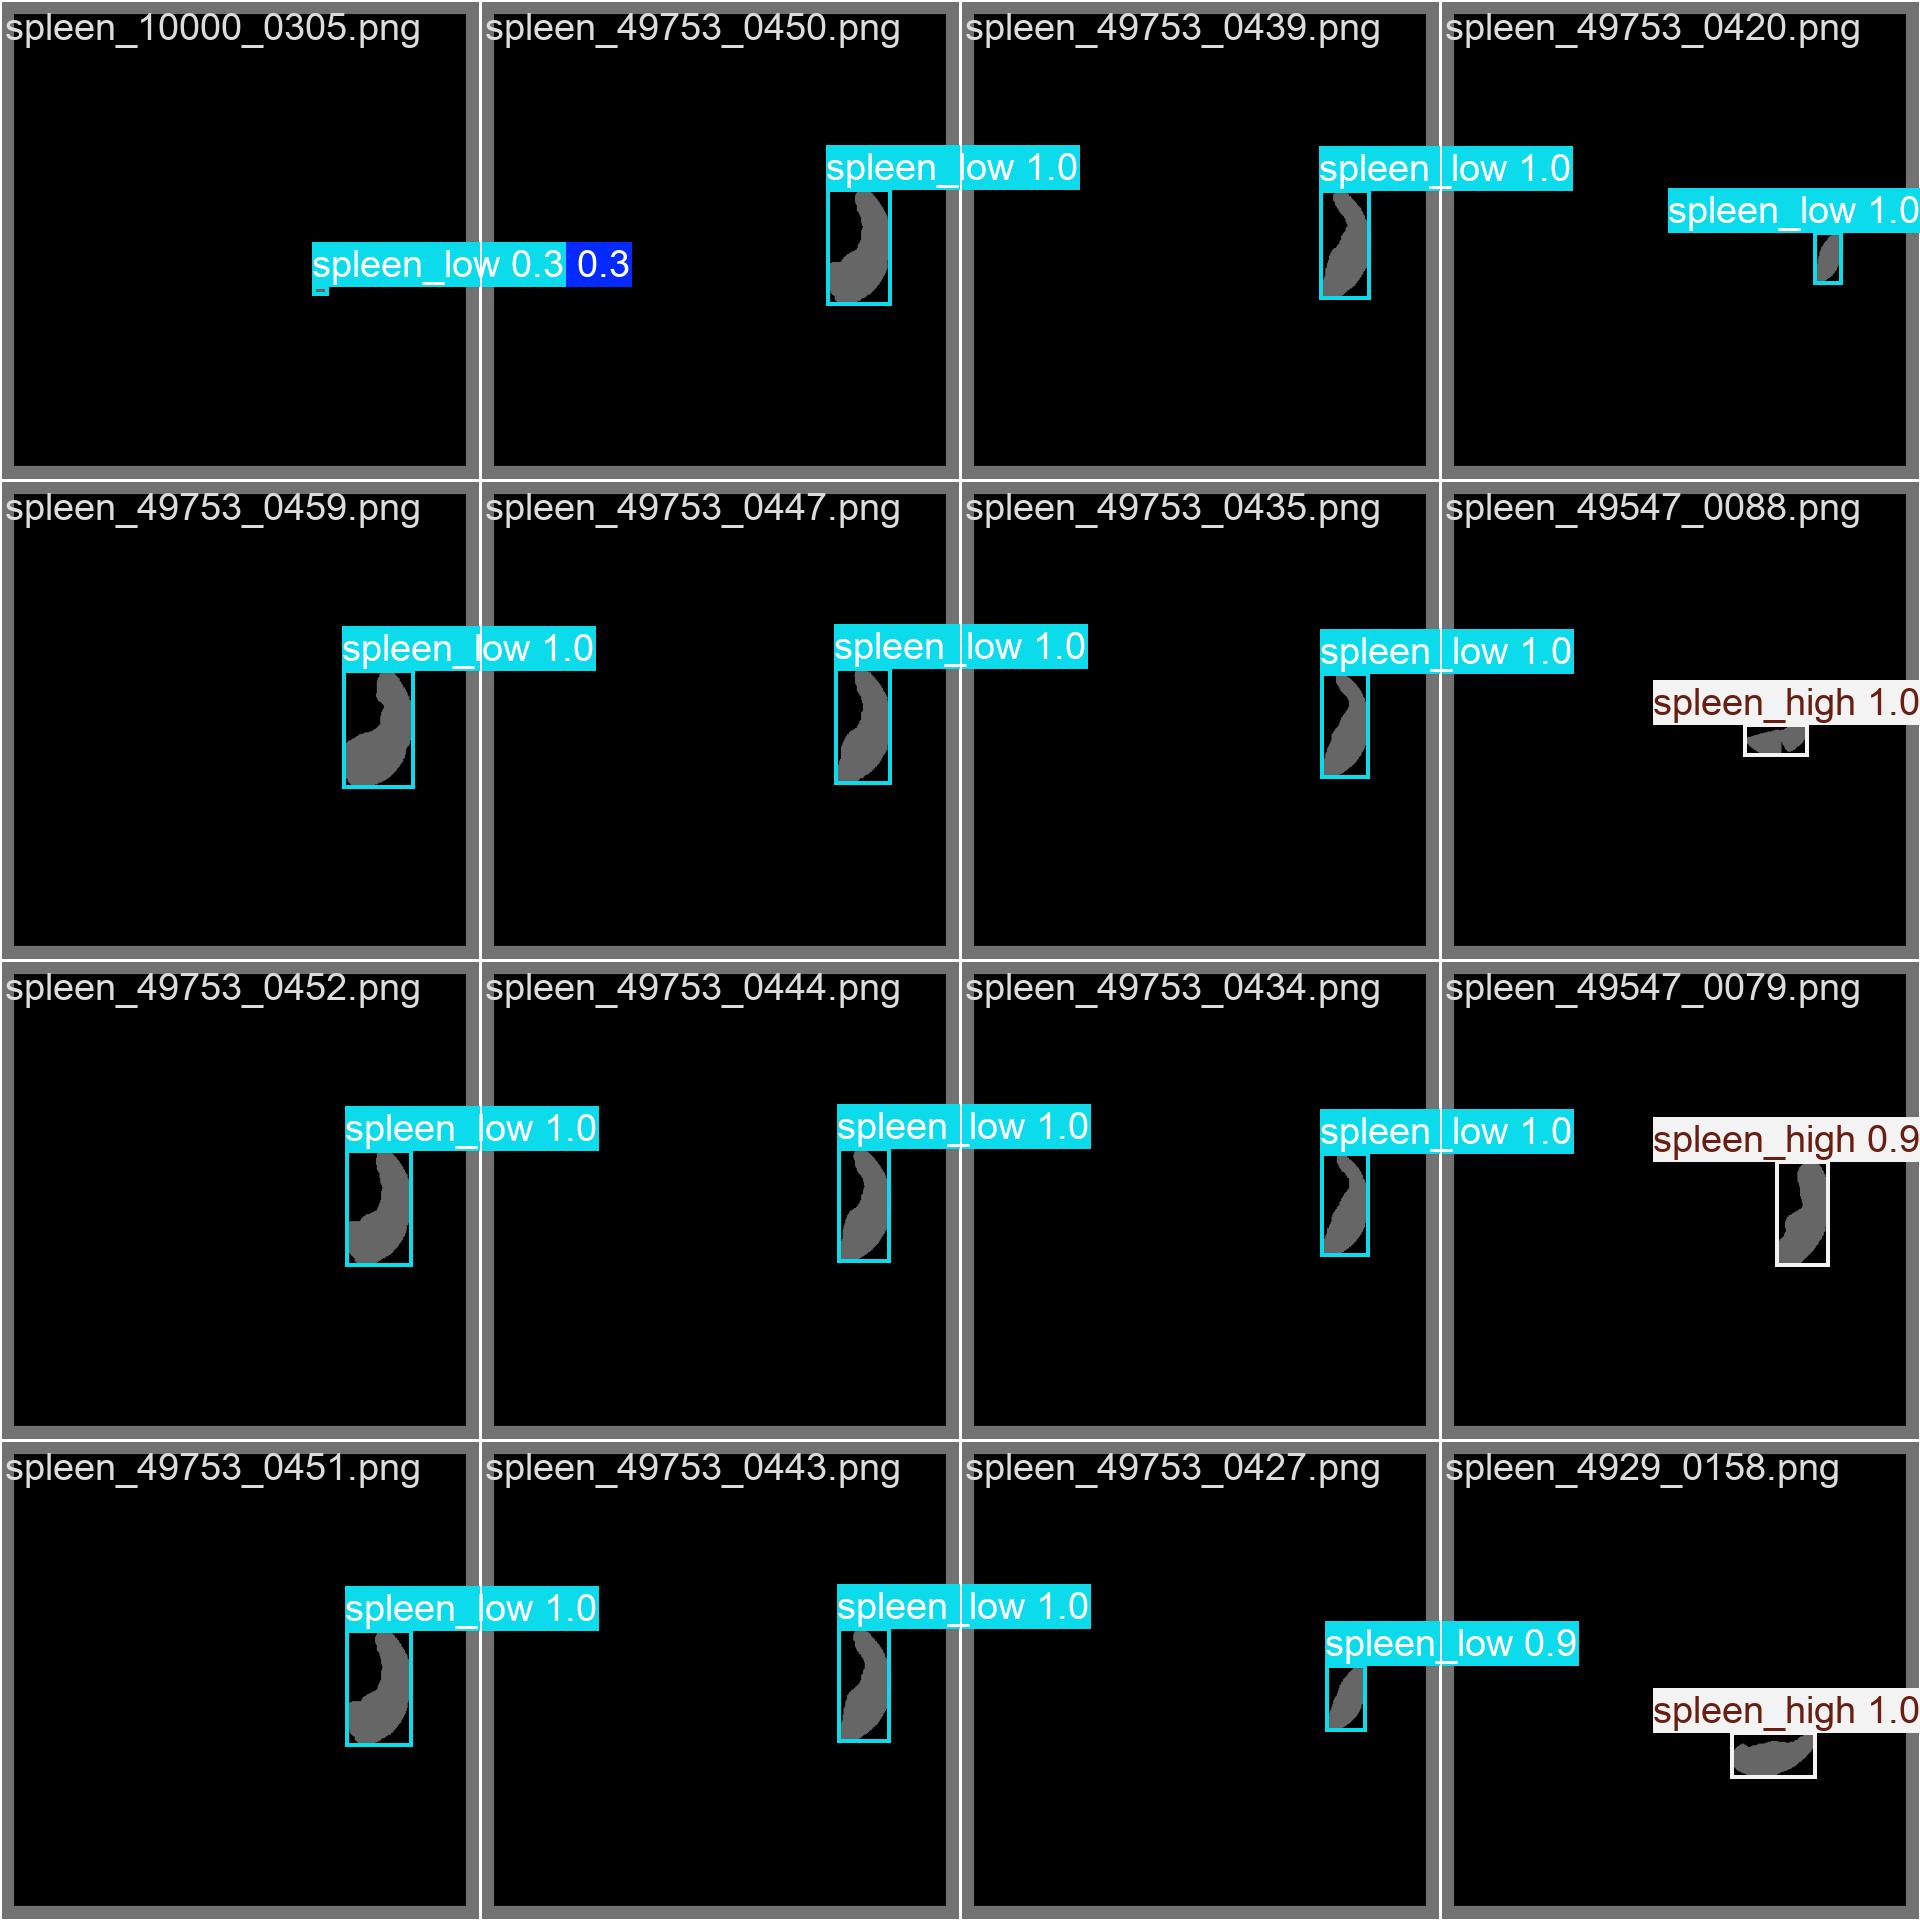 spleen_10000_0305.png
spleen_49753_0450.png
spleen_49753_0439.png
spleen_49753_0420.png
spleen_low 0.3
0.3
spleen_low 1.0
spleen_low 1.0
spleen_low 1.0
spleen_49753_0459.png
spleen_49753_0447.png
spleen_49753_0435.png
spleen_49547_0088.png
spleen_low 1.0
spleen_low 1.0
spleen_low 1.0
spleen_high 1.0
spleen_49753_0452.png
spleen_49753_0444.png
spleen_49753_0434.png
spleen_49547_0079.png
spleen_low 1.0
spleen_low 1.0
spleen_low 1.0
spleen_high 0.9
spleen_49753_0451.png
spleen_49753_0443.png
spleen_49753_0427.png
spleen_4929_0158.png
spleen_low 1.0
spleen_low 1.0
spleen_low 0.9
spleen_high 1.0